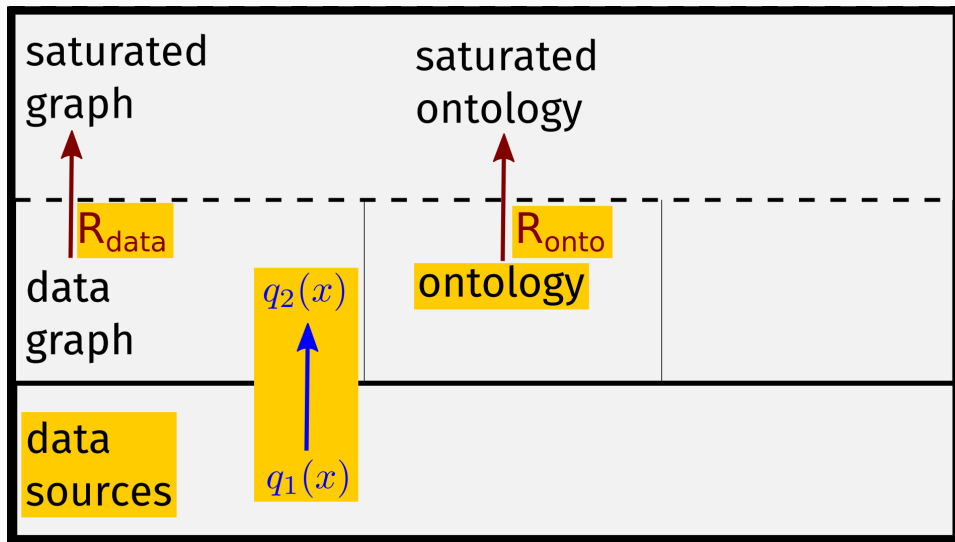 saturated
graph
saturated
ontology
R_data
R_onto
data
graph
q_2(x)
ontology
data
sources
q_1(x)